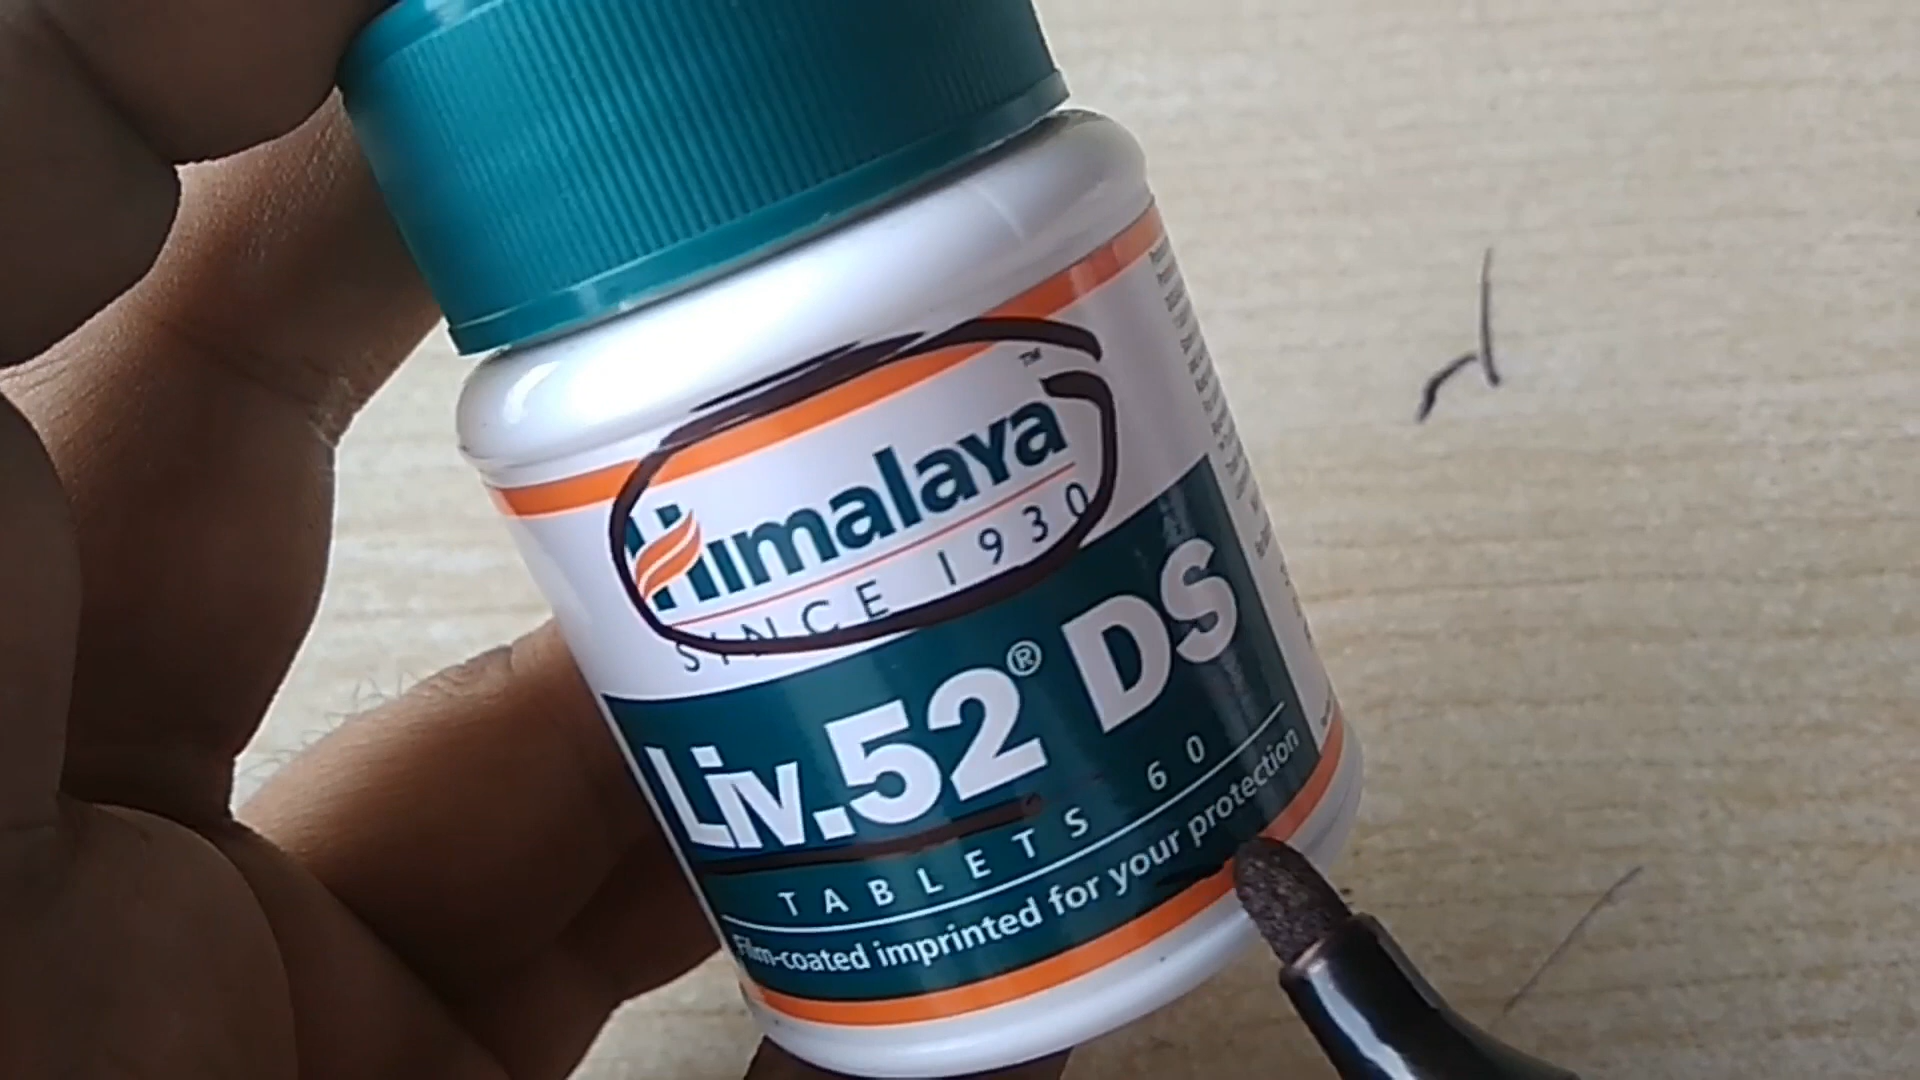 Himalaya™
SINCE 1930
Liv.52® DS
TABLETS 60
Film-coated imprinted for your protection